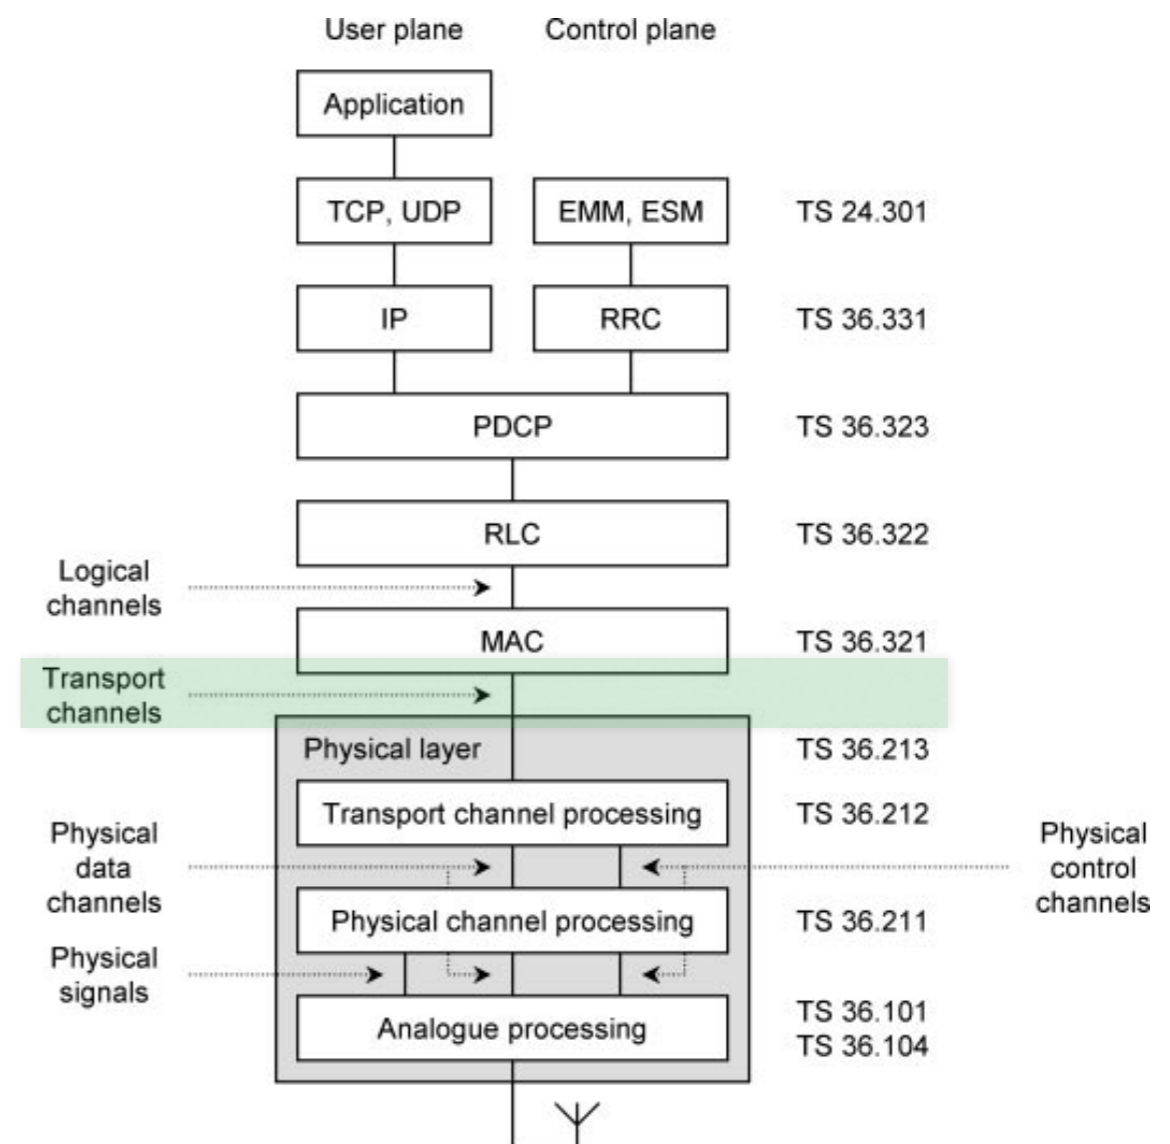 User plane
Control plane
Application
TCP, UDP
EMM, ESM
TS 24.301
IP
RRC
TS 36.331
PDCP
TS 36.323
RLC
TS 36.322
Logical
channels
MAC
TS 36.321
Transport
channels
Physical layer
TS 36.213
Transport channel processing
TS 36.212
Physical
data
channels
Physical
control
channels
Physical channel processing
TS 36.211
Physical
signals
Analogue processing
TS 36.101
TS 36.104